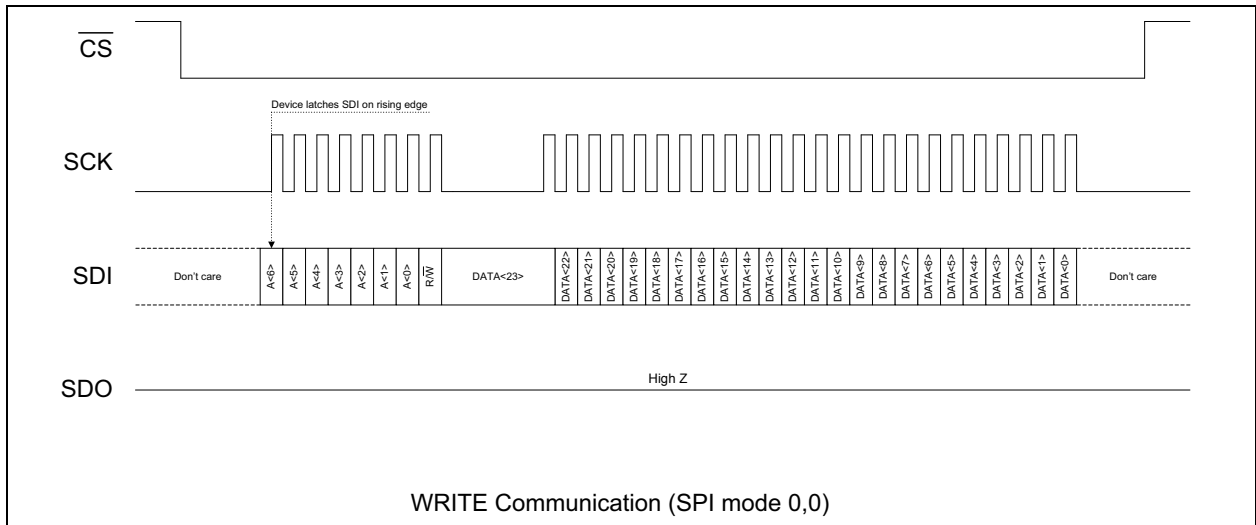 CS
Device latches SDI on rising edge
SCK
SDI
Don't care
A<6>
A<5>
A<4>
A<3>
A<2>
A<1>
A<0>
R/W
DATA<23>
DATA<22>
DATA<21>
DATA<20>
DATA<19>
DATA<18>
DATA<17>
DATA<16>
DATA<15>
DATA<14>
DATA<13>
DATA<12>
DATA<11>
DATA<10>
DATA<9>
DATA<8>
DATA<7>
DATA<6>
DATA<5>
DATA<4>
DATA<3>
DATA<2>
DATA<1>
DATA<0>
Don't care
SDO
High Z
WRITE Communication (SPI mode 0,0)